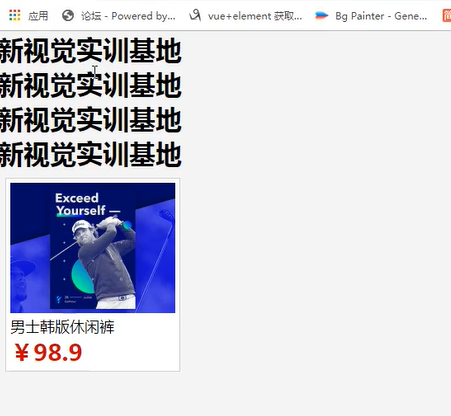 应用
论坛 - Powered by...
vue+element 获取...
Bg Painter - Gene...
新视觉实训基地
新视觉实训基地
新视觉实训基地
新视觉实训基地
Exceed
Yourself —
男士韩版休闲裤
￥98.9